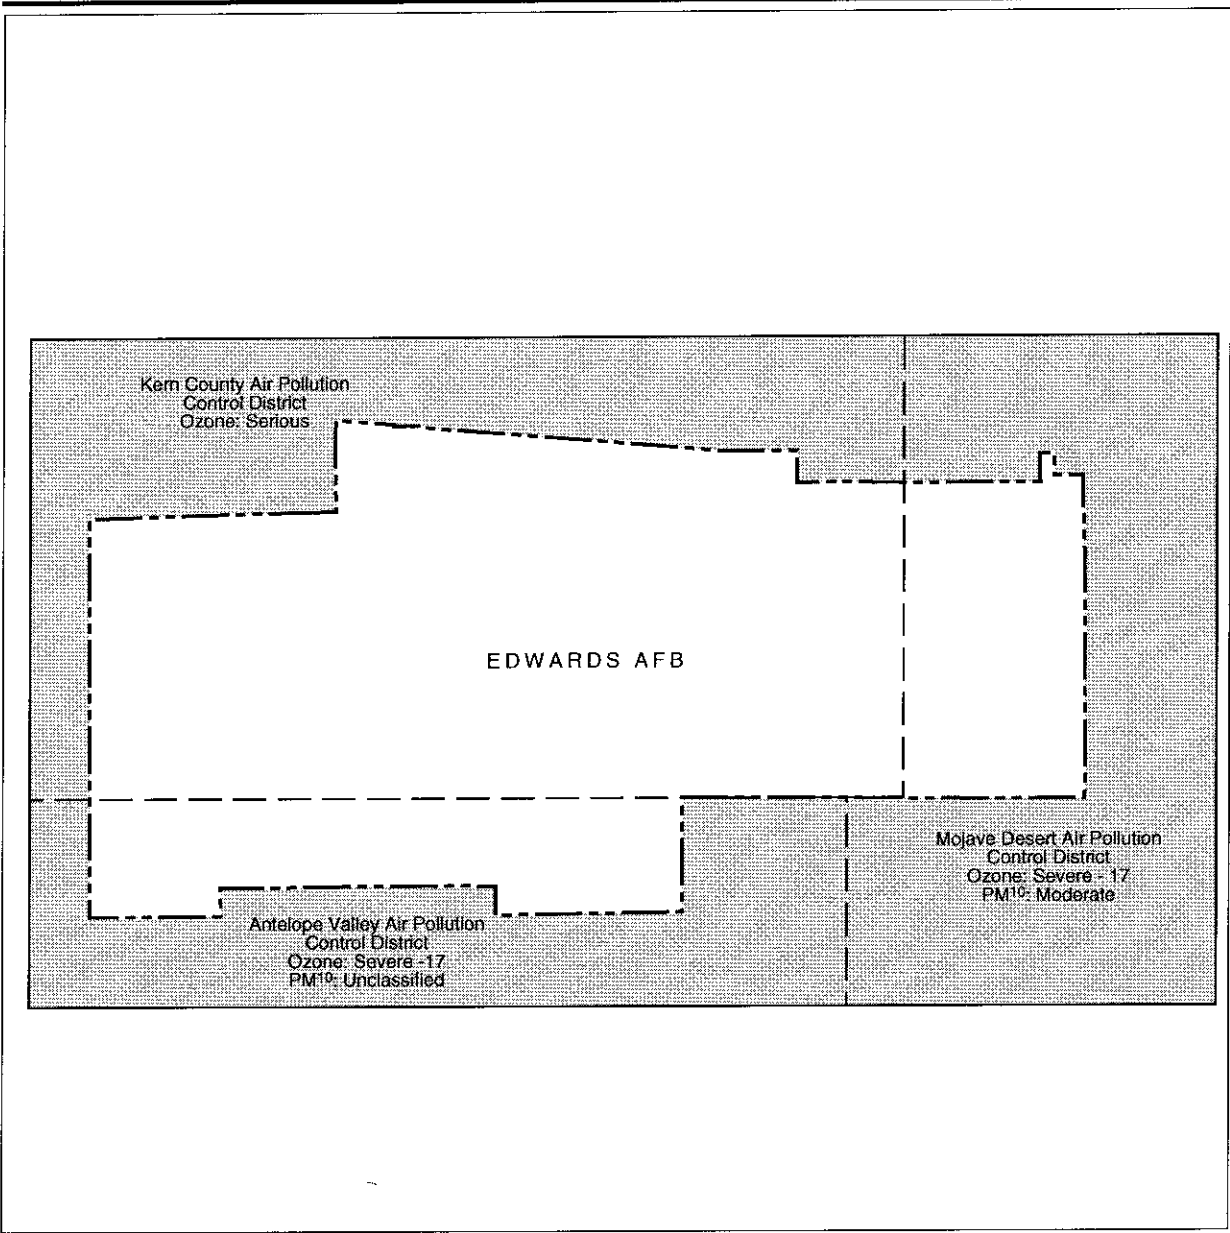 Kern County Air Pollution
Control District
Ozone: Serious
EDWARDS AFB
Mojave Desert Air Pollution
Control District
Ozone: Severe - 17
PM10: Moderate
Antelope Valley Air Pollution
Control District
Ozone: Severe -17
PM10: Unclassified